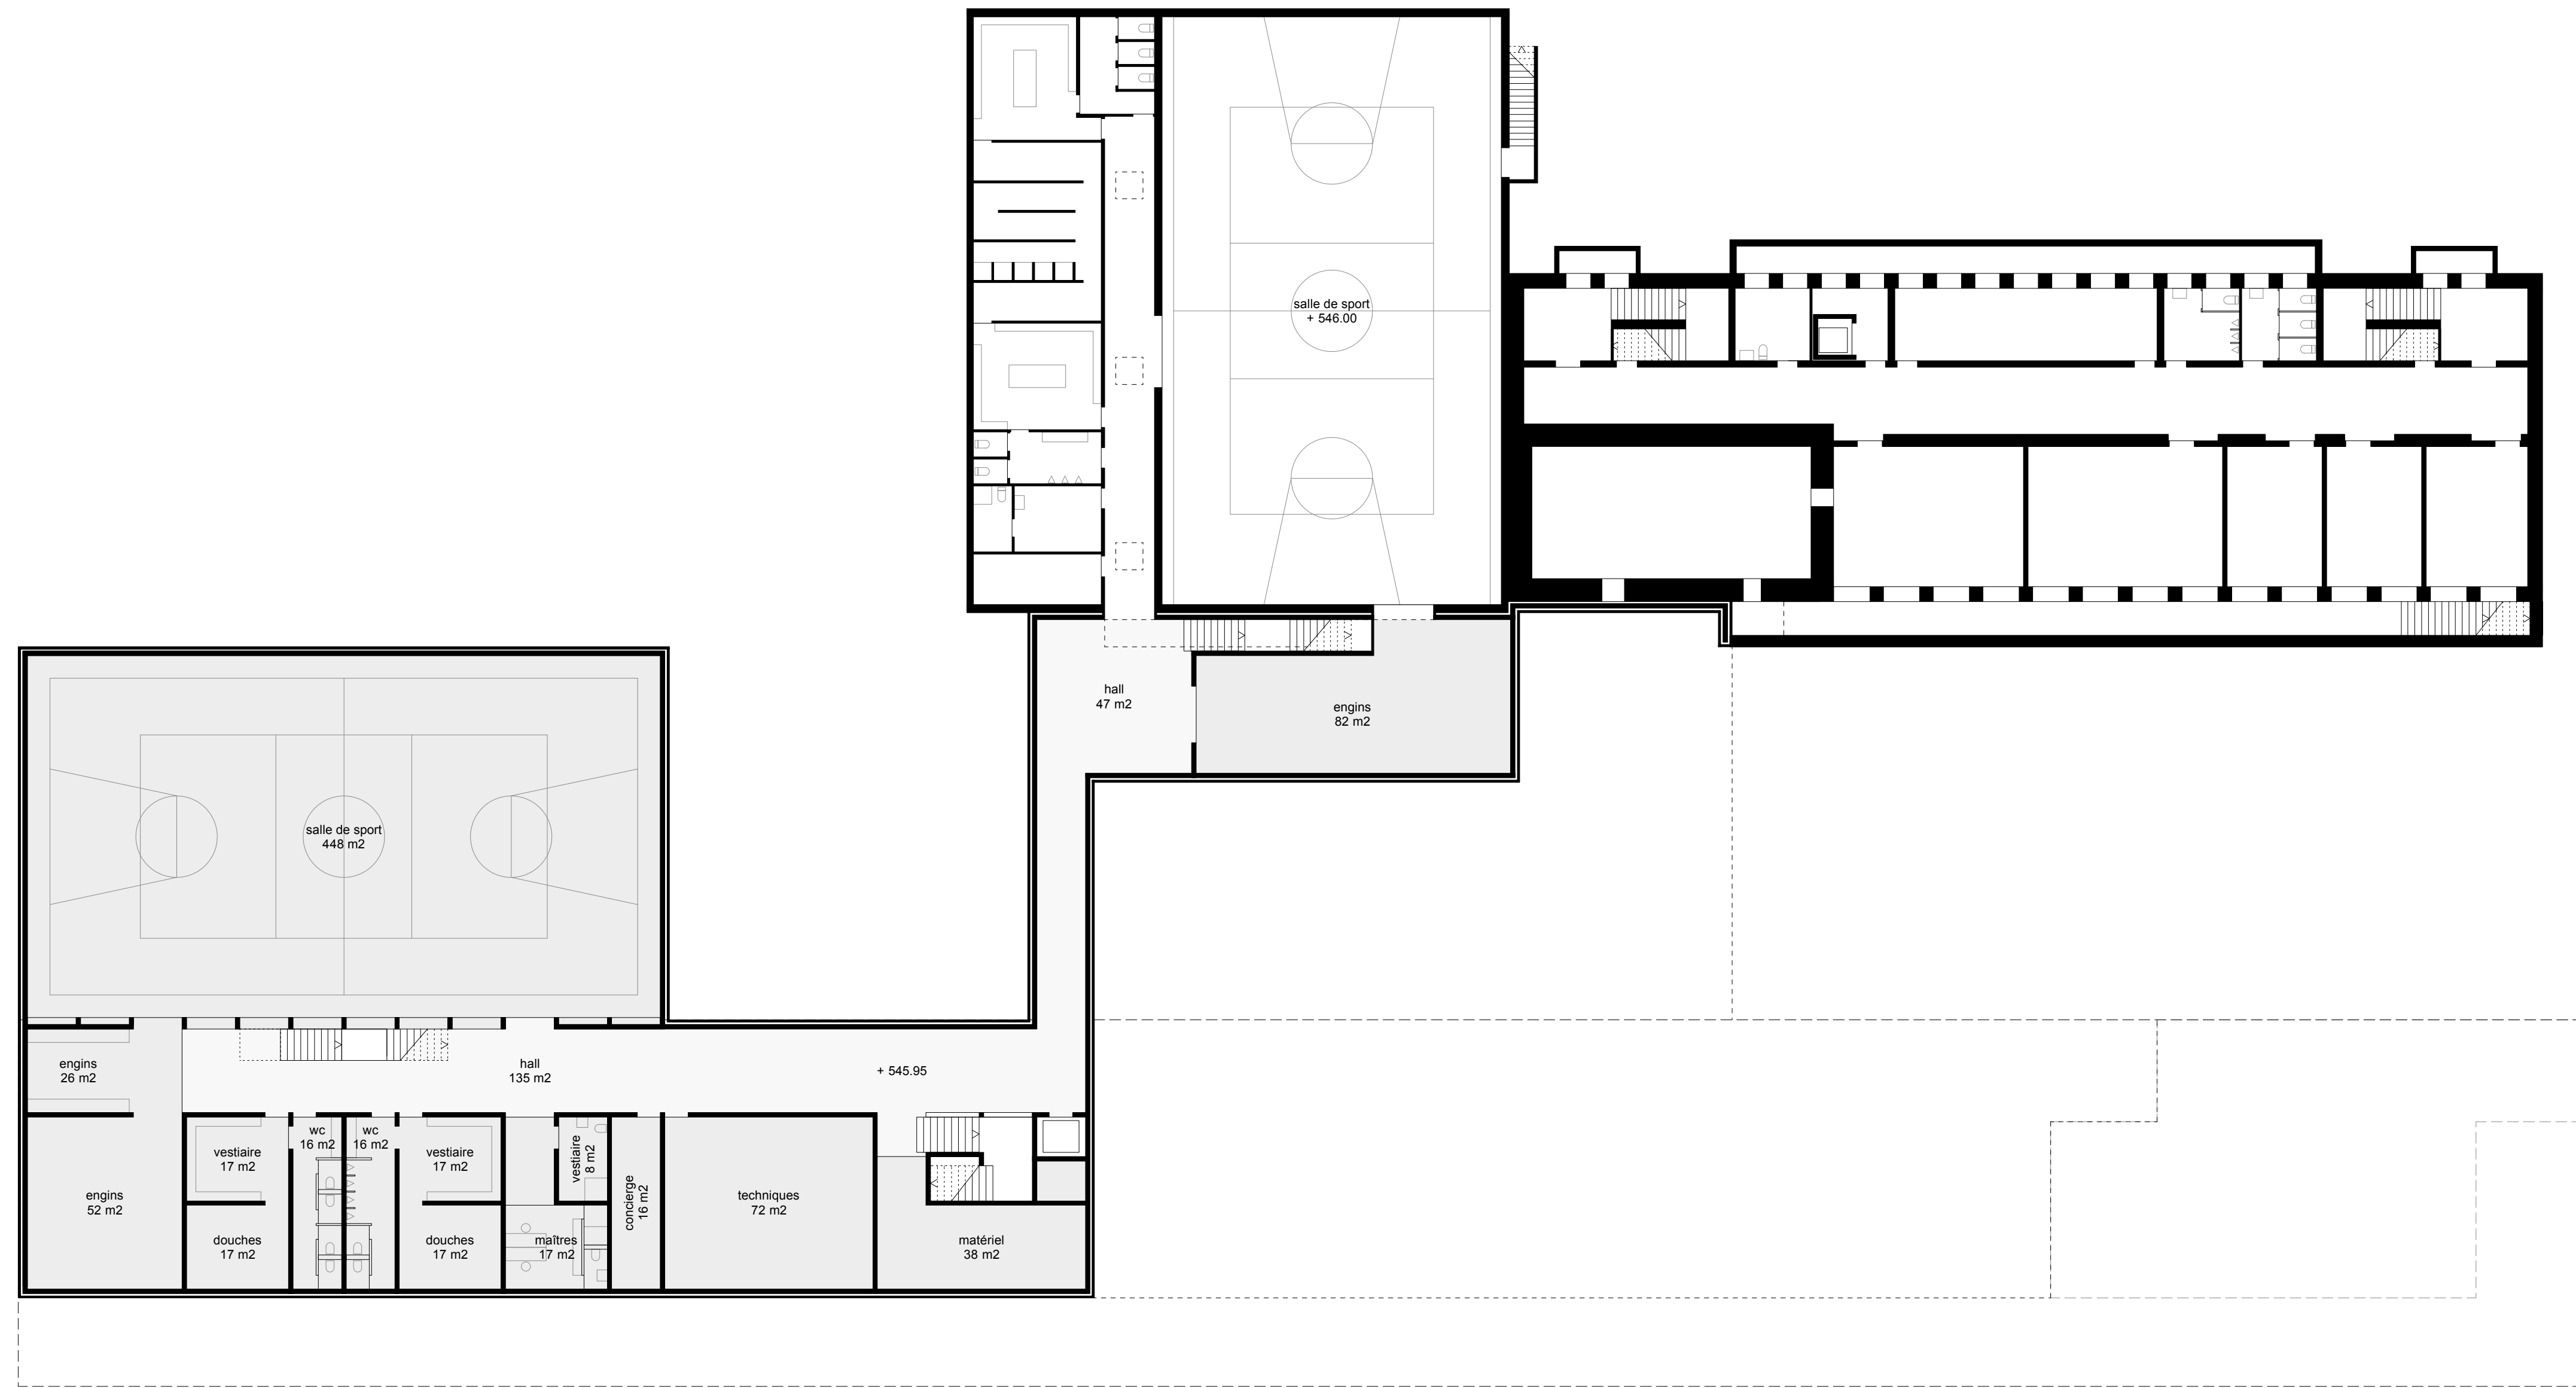 salle de sport
+ 546.00
hall
47 m2
engins
82 m2
salle de sport
448 m2
engins
26 m2
hall
135 m2
+ 545.95
engins
52 m2
vestiaire
17 m2
wc
16 m2
wc
16 m2
vestiaire
17 m2
vestiaire
8 m2
concierge
16 m2
techniques
72 m2
douches
17 m2
douches
17 m2
maîtres
17 m2
matériel
38 m2